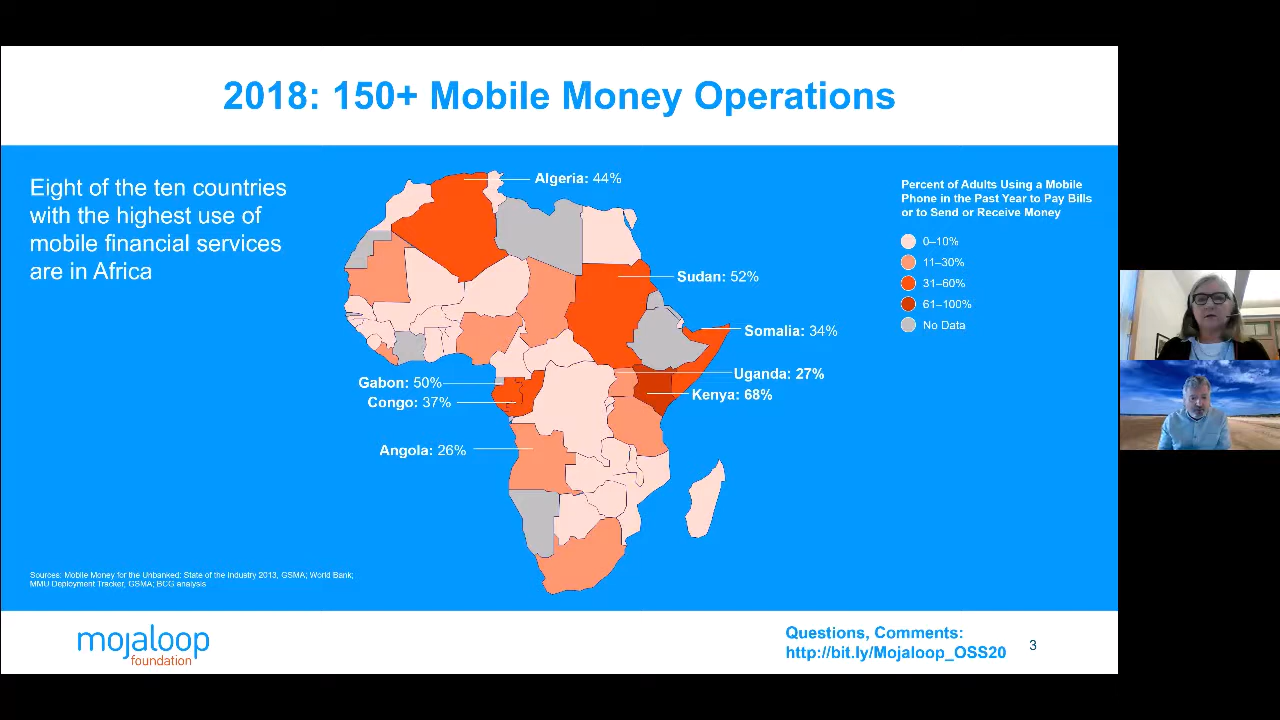 2018: 150+ Mobile Money Operations
Eight of the ten countries
with the highest use of
mobile financial services
are in Africa
Algeria: 44%
Sudan: 52%
Somalia: 34%
Uganda: 27%
Kenya: 68%
Gabon: 50%
Congo: 37%
Angola: 26%
Percent of Adults Using a Mobile
Phone in the Past Year to Pay Bills
or to Send or Receive Money
0–10%
11–30%
31–60%
61–100%
No Data
Sources: Mobile Money for the Unbanked: State of the Industry 2013, GSMA; World Bank;
MMU Deployment Tracker, GSMA; BCG analysis
mojaloop
foundation
Questions, Comments:
http://bit.ly/Mojaloop_OSS20
3